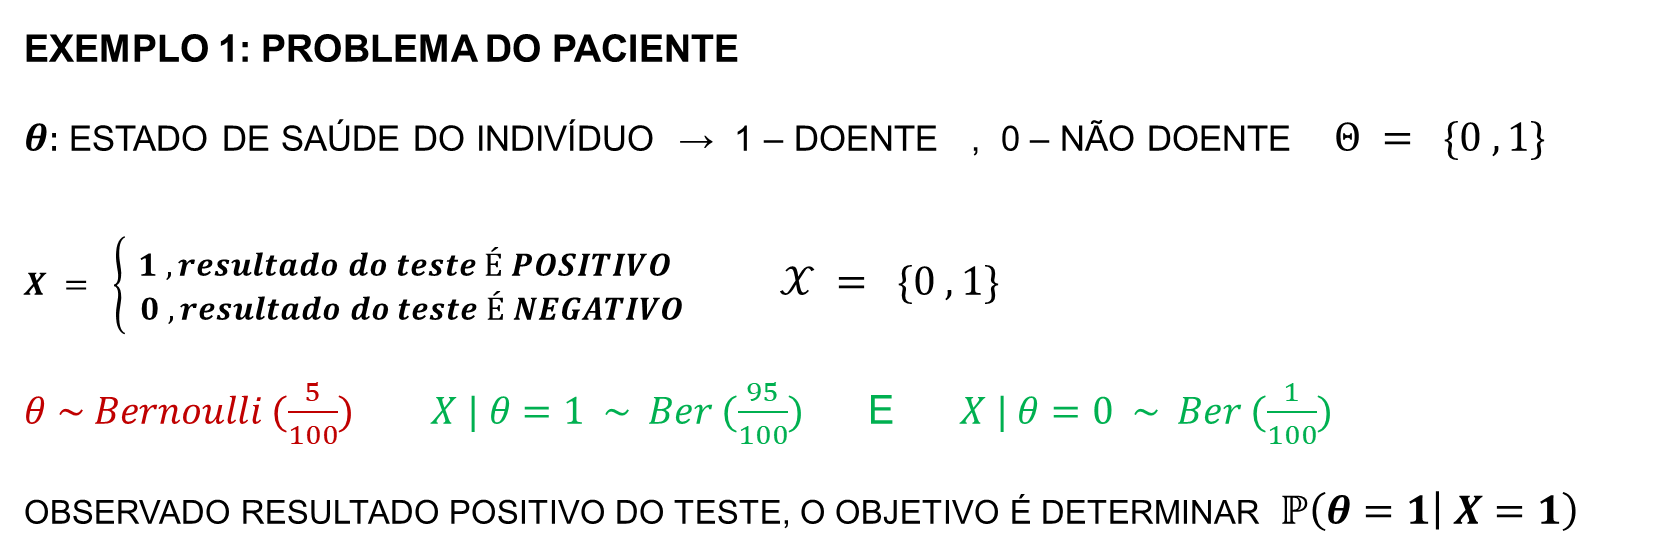 EXEMPLO 1: PROBLEMA DO PACIENTE
θ: ESTADO DE SAÚDE DO INDIVÍDUO → 1 – DOENTE , 0 – NÃO DOENTE Θ = {0 , 1}
X = { 1 , resultado do teste É POSITIVO
0 , resultado do teste É NEGATIVO
𝒳 = {0 , 1}
θ ~ Bernoulli (5/100) X | θ = 1 ~ Ber (95/100) E X | θ = 0 ~ Ber (1/100)
OBSERVADO RESULTADO POSITIVO DO TESTE, O OBJETIVO É DETERMINAR ℙ(θ = 1| X = 1)